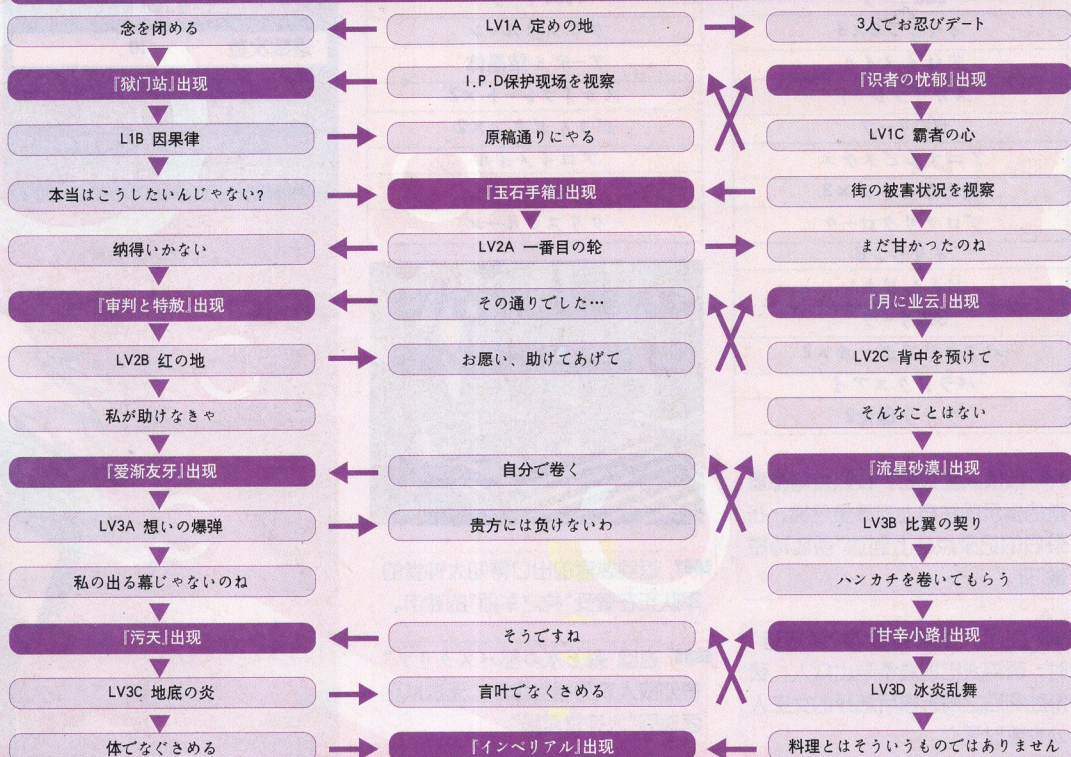 念を閉める
LV1A 定めの地
3人でお忍びデート
『狱门站』出现
I.P.D保护现场を视察
『识者の忧郁』出现
L1B 因果律
原稿通りにやる
LV1C 霸者の心
本当はこうしたいんじゃない?
『玉石手箱』出现
街の被害状况を视察
纳得いかない
LV2A 一番目の轮
まだ甘かったのね
『审判と特赦』出现
その通りでした…
『月に业云』出现
LV2B 红の地
お愿い、助けてあげて
LV2C 背中を预けて
私が助けなきゃ
そんなことはない
『爱渐友牙』出现
自分で卷く
『流星砂漠』出现
LV3A 想いの爆弹
贵方には负けないわ
LV3B 比翼の契り
私の出る幕じゃないのね
ハンカチを卷いてもらう
『污天』出现
そうですね
『甘辛小路』出现
LV3C 地底の炎
言叶でなぐさめる
LV3D 冰炎乱舞
体でなぐさめる
『インペリアル』出现
料理とはそういうものではありません